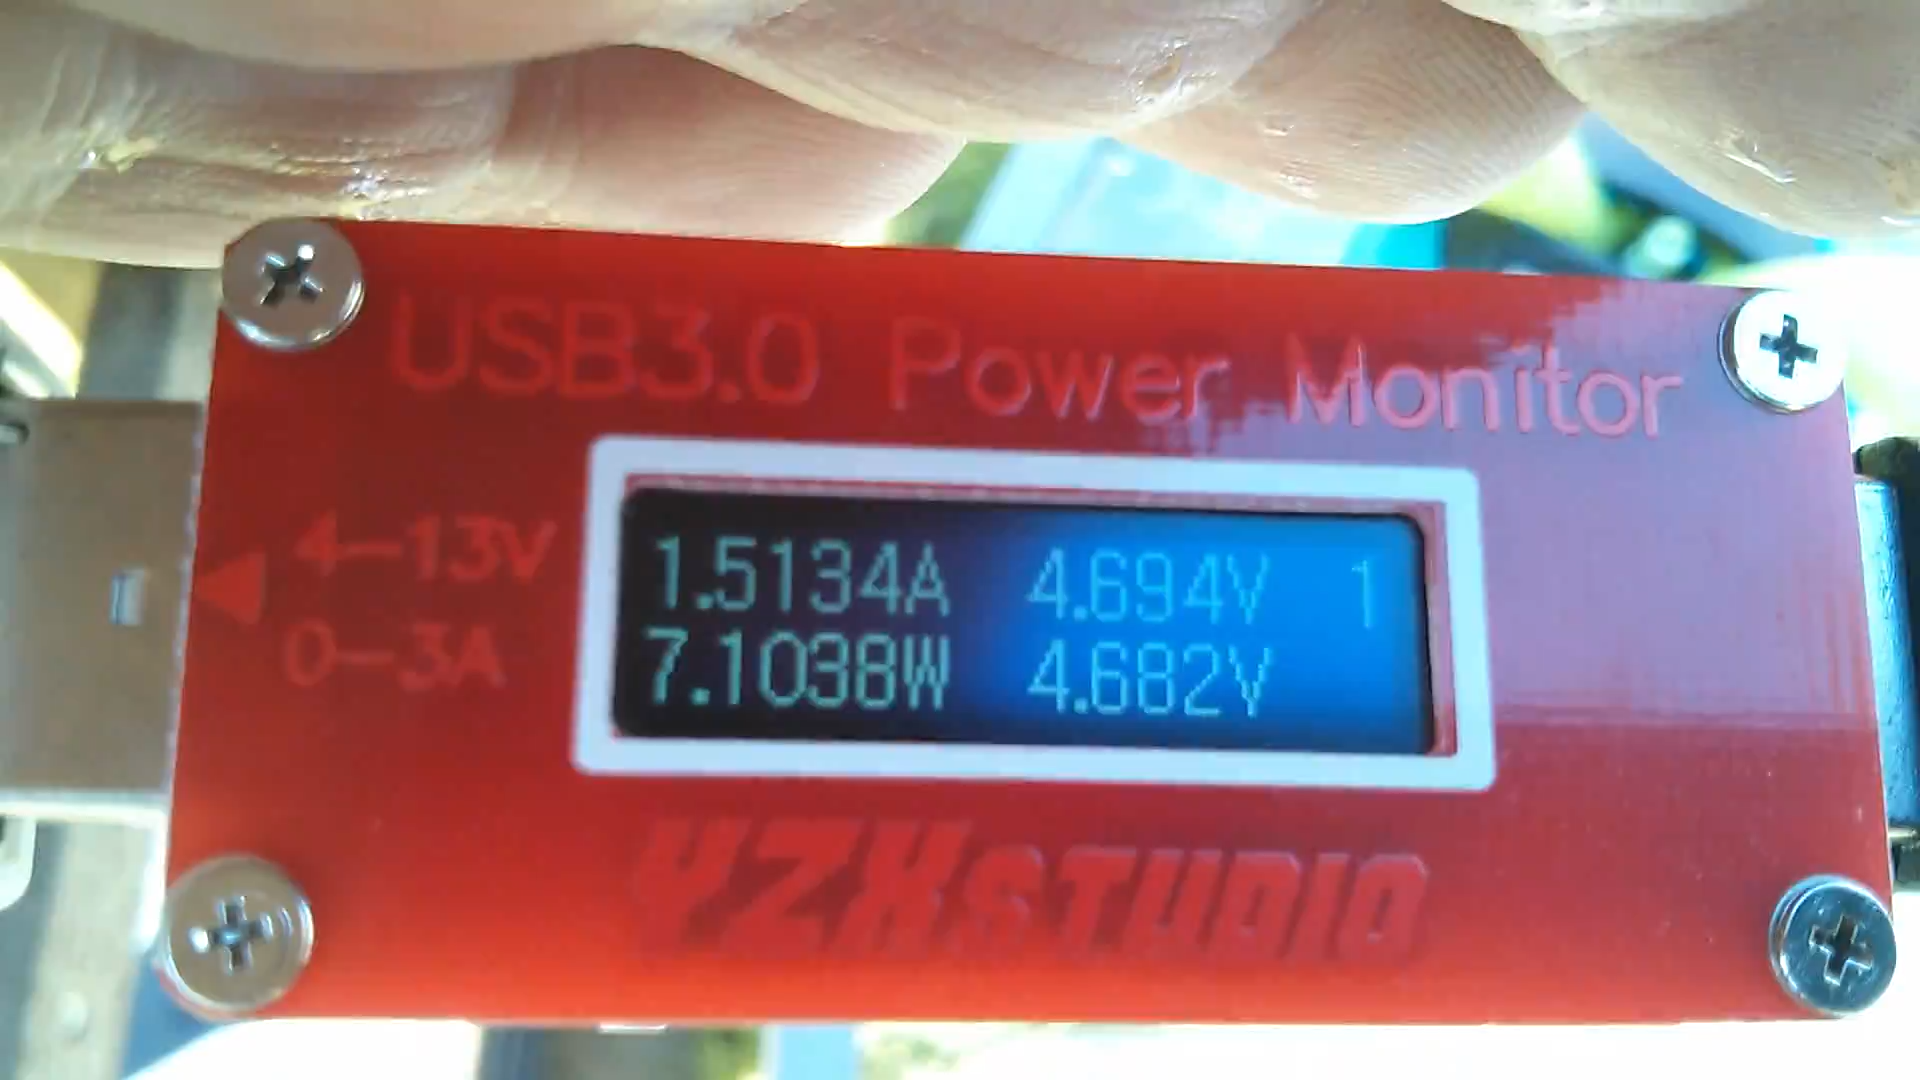 USB3.0 Power Monitor
4-13V
0-3A
1.5134A 4.694V 1
7.1038W 4.682V
YZXSTUDIO